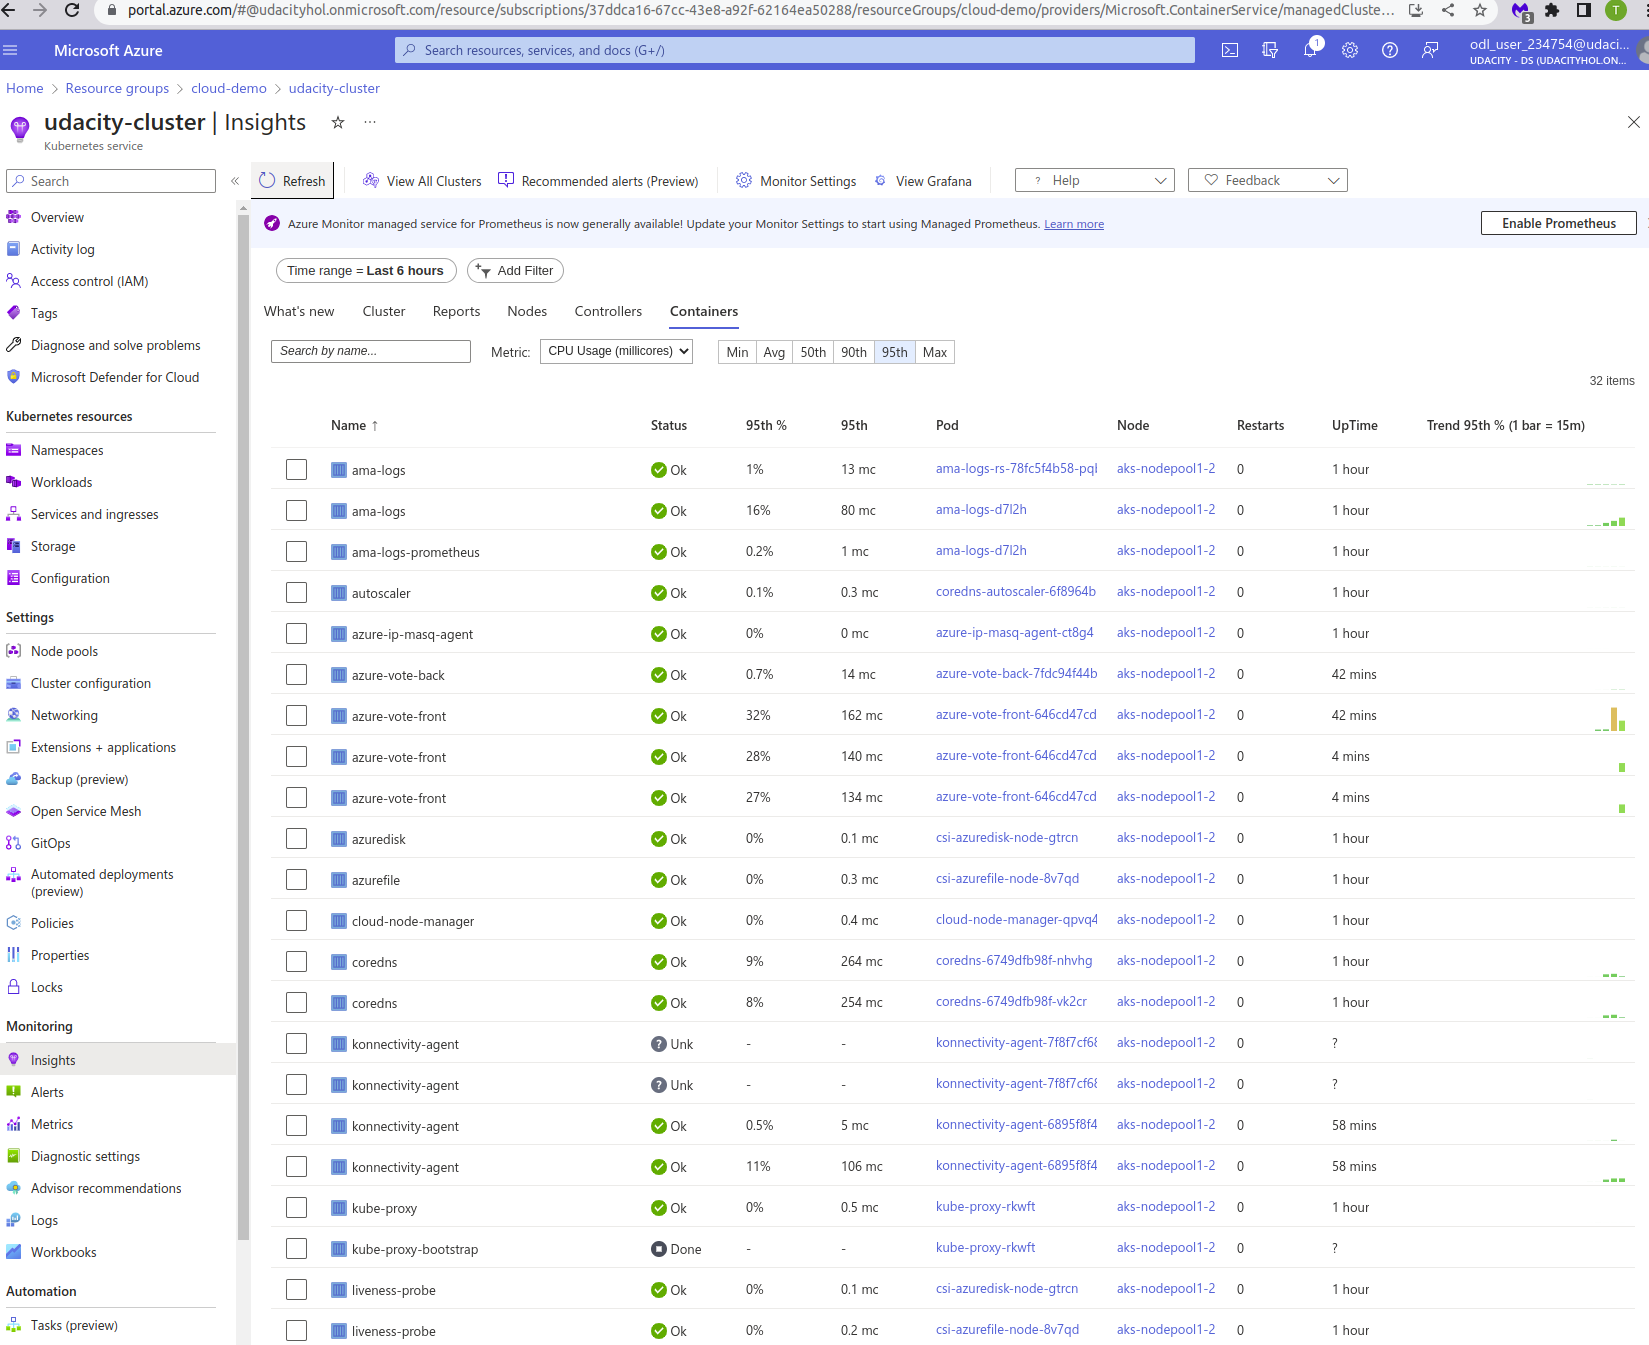 portal.azure.com/#@udacityhol.onmicrosoft.com/resource/subscriptions/37ddca16-67cc-43e8-a92f-62164ea50288/resourceGroups/cloud-demo/providers/Microsoft.ContainerService/managedCluste...
3
T
Microsoft Azure
Search resources, services, and docs (G+/)
1
odl_user_234754@udaci...
UDACITY - DS (UDACITYHOL.ON...
Home > Resource groups > cloud-demo > udacity-cluster
udacity-cluster | Insights
Kubernetes service
Search
Refresh
View All Clusters
Recommended alerts (Preview)
Monitor Settings
View Grafana
? Help
Feedback
Azure Monitor managed service for Prometheus is now generally available! Update your Monitor Settings to start using Managed Prometheus. Learn more
Enable Prometheus
Overview
Activity log
Access control (IAM)
Tags
Diagnose and solve problems
Microsoft Defender for Cloud
Kubernetes resources
Namespaces
Workloads
Services and ingresses
Storage
Configuration
Settings
Node pools
Cluster configuration
Networking
Extensions + applications
Backup (preview)
Open Service Mesh
GitOps
Automated deployments
(preview)
Policies
Properties
Locks
Monitoring
Insights
Alerts
Metrics
Diagnostic settings
Advisor recommendations
Logs
Workbooks
Automation
Tasks (preview)
Time range = Last 6 hours
Add Filter
What's new Cluster Reports Nodes Controllers Containers
Search by name...
Metric: CPU Usage (millicores)
Min Avg 50th 90th 95th Max
32 items
Name ↑ Status 95th % 95th Pod Node Restarts UpTime Trend 95th % (1 bar = 15m)
ama-logs Ok 1% 13 mc ama-logs-rs-78fc5f4b58-pql aks-nodepool1-2 0 1 hour
ama-logs Ok 16% 80 mc ama-logs-d7l2h aks-nodepool1-2 0 1 hour
ama-logs-prometheus Ok 0.2% 1 mc ama-logs-d7l2h aks-nodepool1-2 0 1 hour
autoscaler Ok 0.1% 0.3 mc coredns-autoscaler-6f8964b aks-nodepool1-2 0 1 hour
azure-ip-masq-agent Ok 0% 0 mc azure-ip-masq-agent-ct8g4 aks-nodepool1-2 0 1 hour
azure-vote-back Ok 0.7% 14 mc azure-vote-back-7fdc94f44b aks-nodepool1-2 0 42 mins
azure-vote-front Ok 32% 162 mc azure-vote-front-646cd47cd aks-nodepool1-2 0 42 mins
azure-vote-front Ok 28% 140 mc azure-vote-front-646cd47cd aks-nodepool1-2 0 4 mins
azure-vote-front Ok 27% 134 mc azure-vote-front-646cd47cd aks-nodepool1-2 0 4 mins
azuredisk Ok 0% 0.1 mc csi-azuredisk-node-gtrcn aks-nodepool1-2 0 1 hour
azurefile Ok 0% 0.3 mc csi-azurefile-node-8v7qd aks-nodepool1-2 0 1 hour
cloud-node-manager Ok 0% 0.4 mc cloud-node-manager-qpvq4 aks-nodepool1-2 0 1 hour
coredns Ok 9% 264 mc coredns-6749dfb98f-nhvhg aks-nodepool1-2 0 1 hour
coredns Ok 8% 254 mc coredns-6749dfb98f-vk2cr aks-nodepool1-2 0 1 hour
konnectivity-agent Unk - - konnectivity-agent-7f8f7cf68 aks-nodepool1-2 0 ?
konnectivity-agent Unk - - konnectivity-agent-7f8f7cf68 aks-nodepool1-2 0 ?
konnectivity-agent Ok 0.5% 5 mc konnectivity-agent-6895f8f4 aks-nodepool1-2 0 58 mins
konnectivity-agent Ok 11% 106 mc konnectivity-agent-6895f8f4 aks-nodepool1-2 0 58 mins
kube-proxy Ok 0% 0.5 mc kube-proxy-rkwft aks-nodepool1-2 0 1 hour
kube-proxy-bootstrap Done - - kube-proxy-rkwft aks-nodepool1-2 0 ?
liveness-probe Ok 0% 0.1 mc csi-azuredisk-node-gtrcn aks-nodepool1-2 0 1 hour
liveness-probe Ok 0% 0.2 mc csi-azurefile-node-8v7qd aks-nodepool1-2 0 1 hour